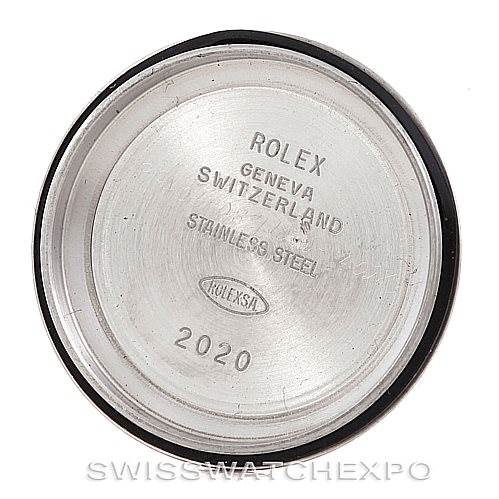 ROLEX
GENEVA
SWITZERLAND
STAINLESS STEEL
ROLEXSA
2020
SWISSWATCHEXPO